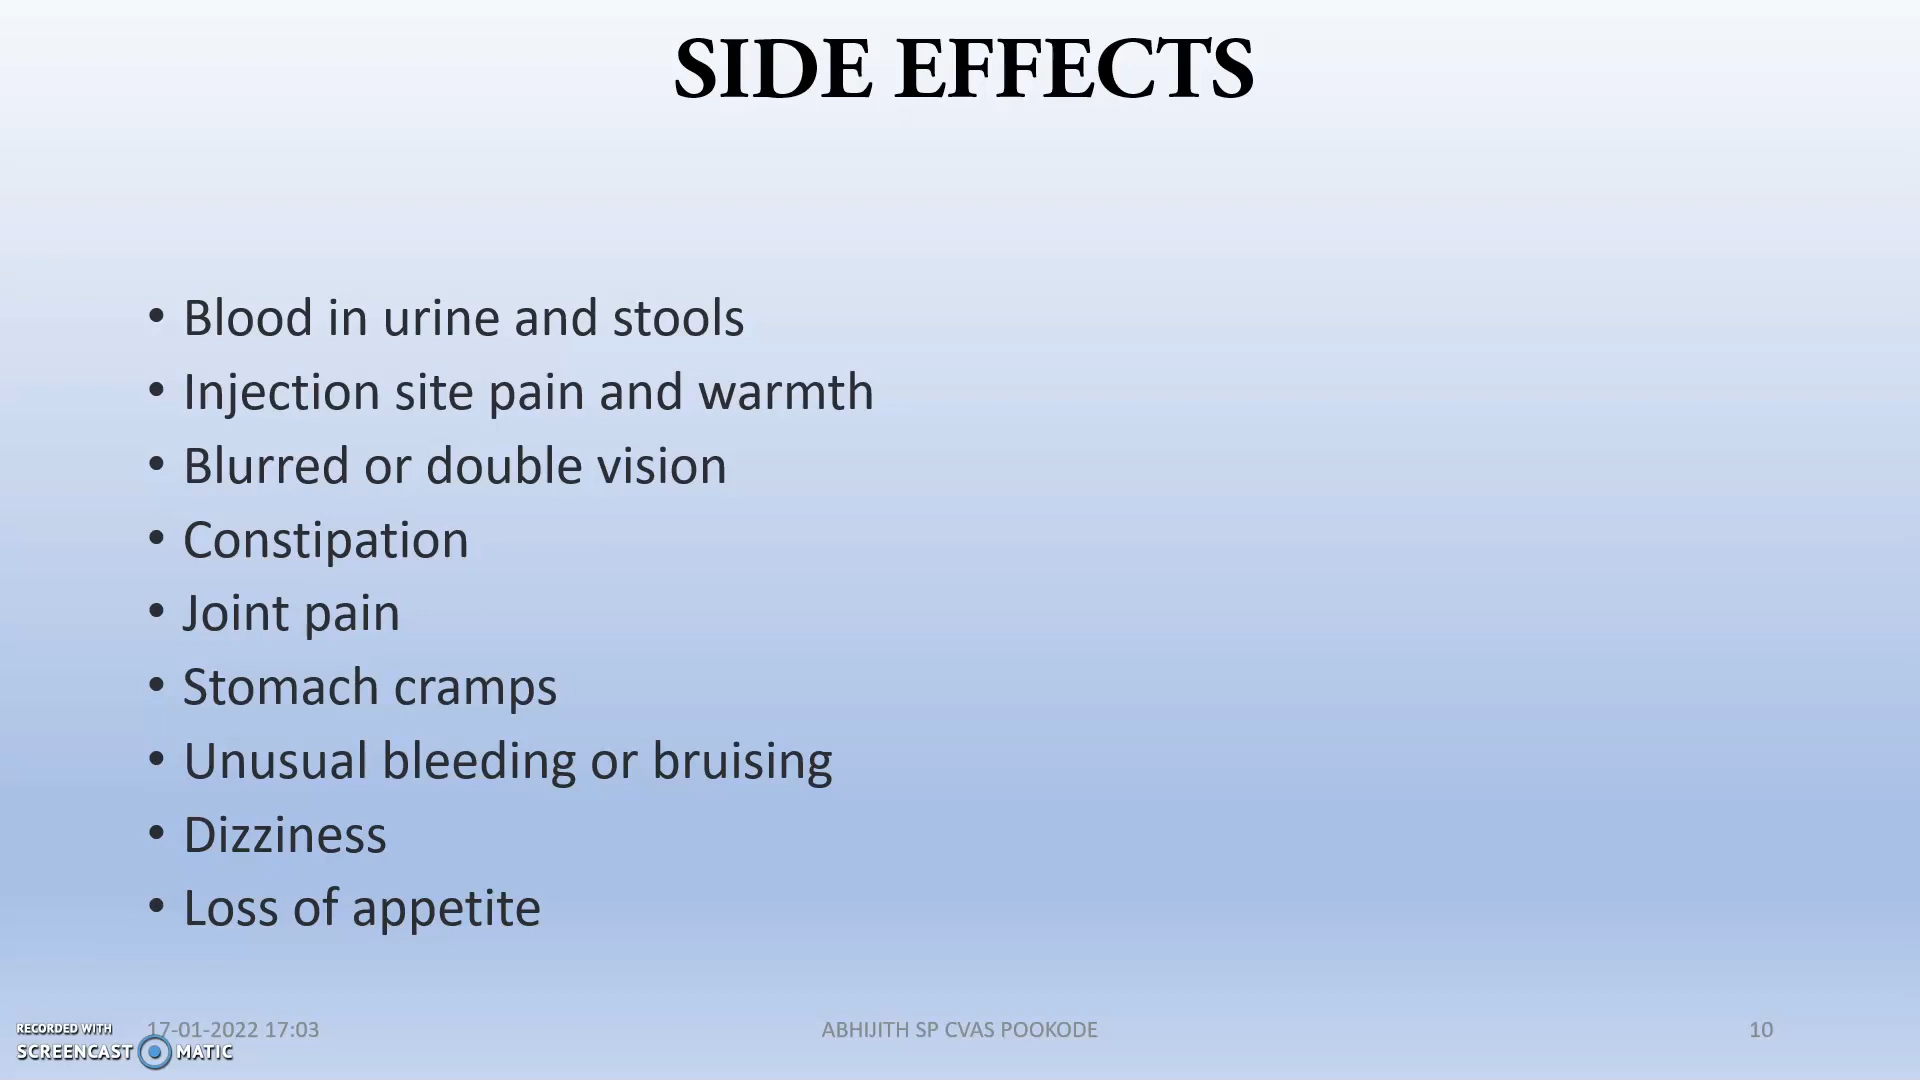 SIDE EFFECTS
• Blood in urine and stools
• Injection site pain and warmth
• Blurred or double vision
• Constipation
• Joint pain
• Stomach cramps
• Unusual bleeding or bruising
• Dizziness
• Loss of appetite
17-01-2022 17:03
ABHIJITH SP CVAS POOKODE
10
RECORDED WITH
SCREENCAST MATIC